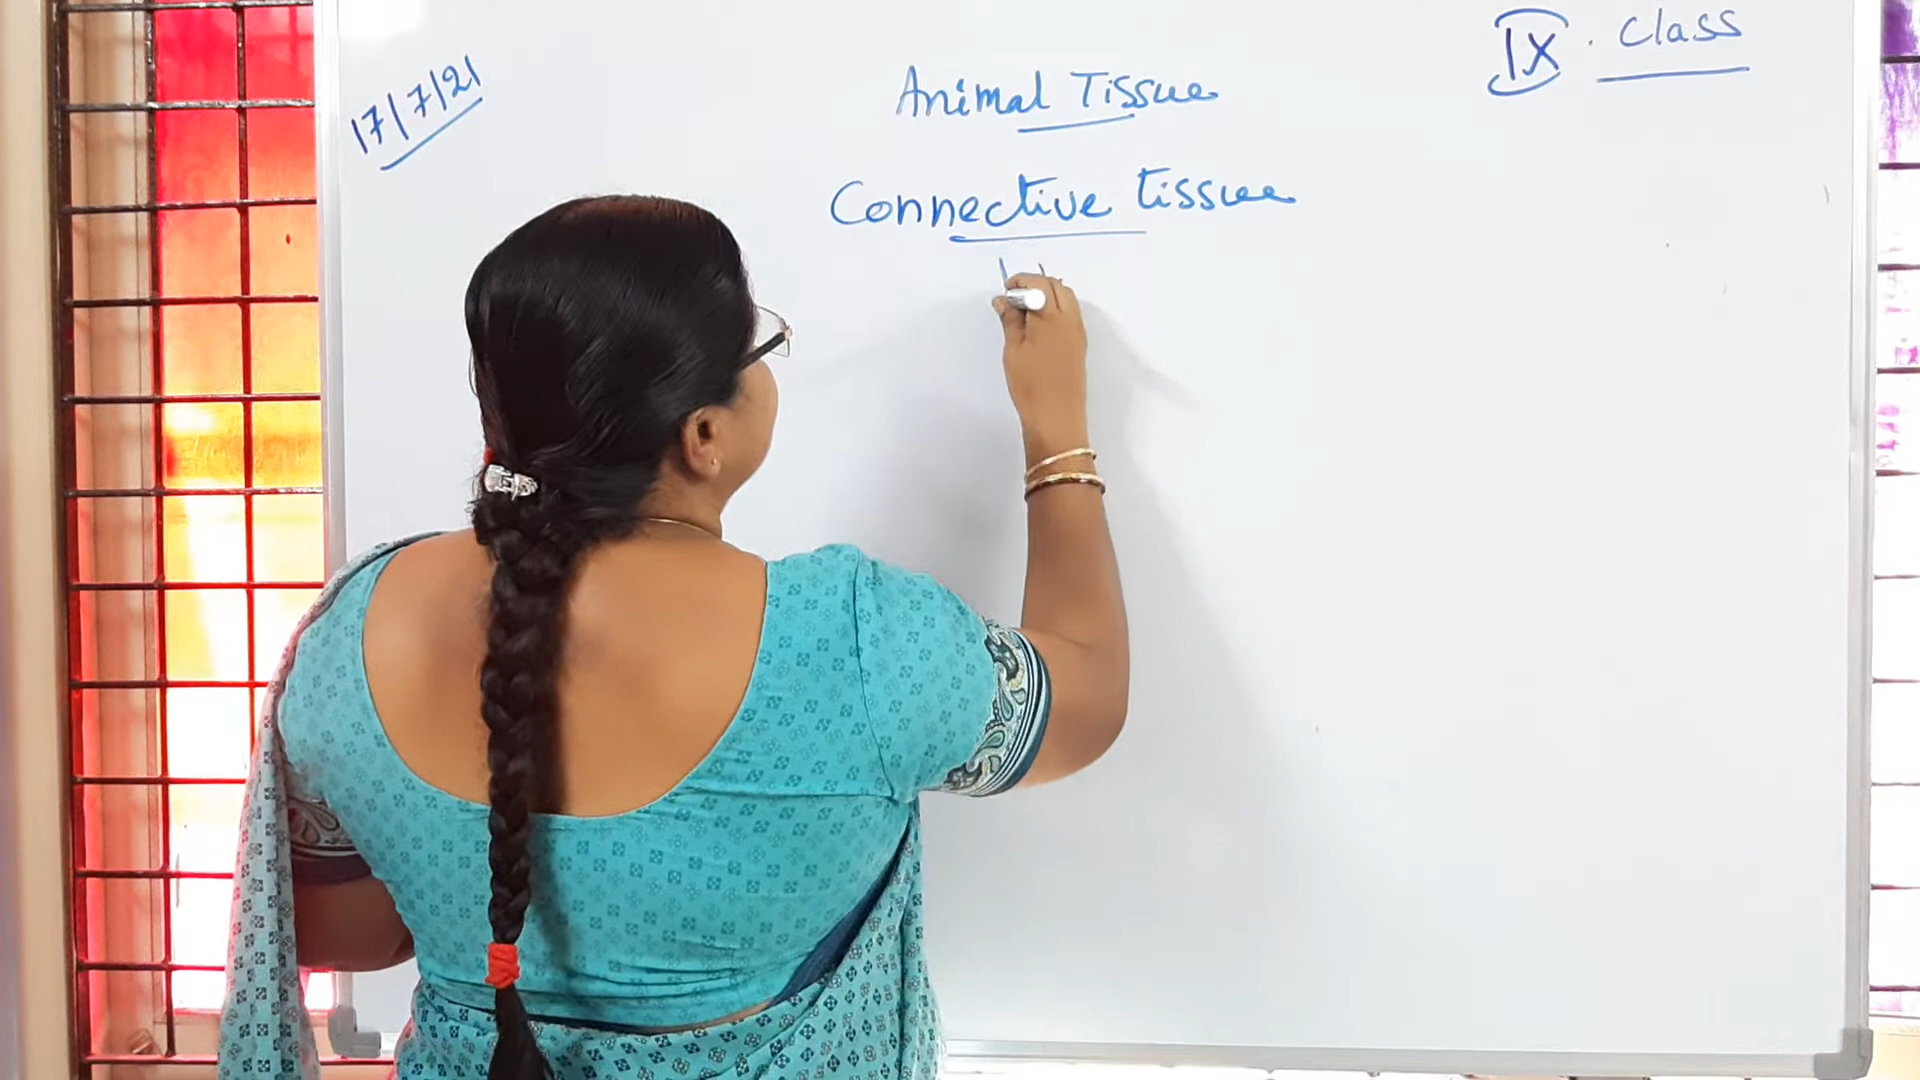 IX. Class
17/7/21
Animal Tissue
Connective tissue